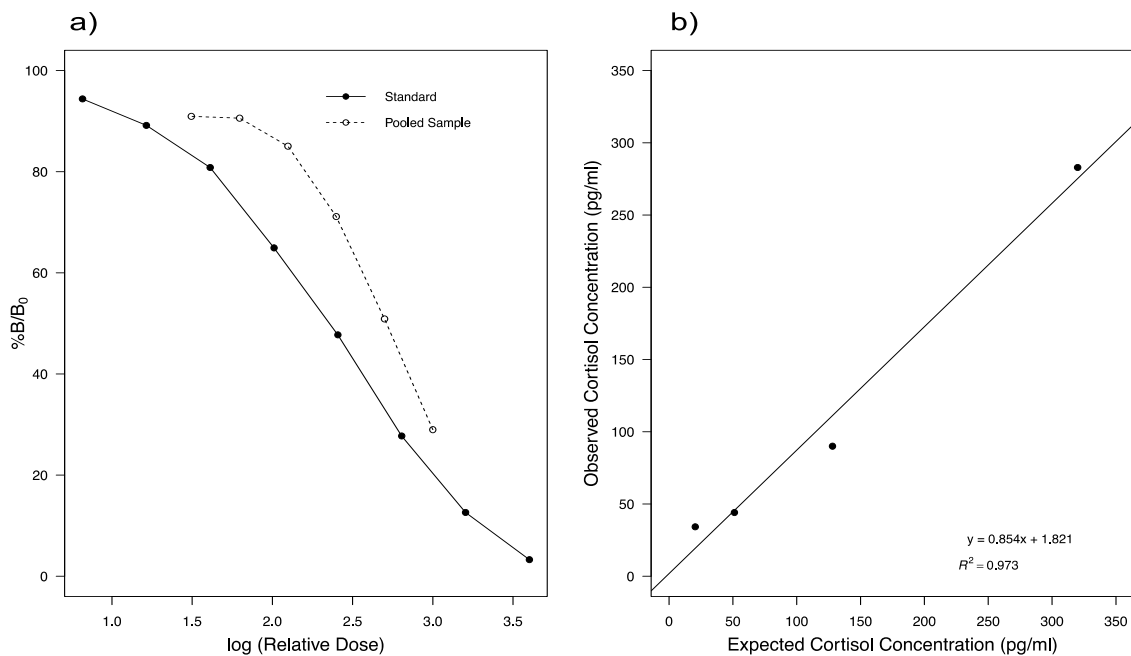 a)
100
80
60
40
20
0
%B/B₀
Standard
Pooled Sample
1.0 1.5 2.0 2.5 3.0 3.5
log (Relative Dose)
b)
350
300
250
200
150
100
50
0
Observed Cortisol Concentration (pg/ml)
y = 0.854x + 1.821
R² = 0.973
0 50 100 150 200 250 300 350
Expected Cortisol Concentration (pg/ml)